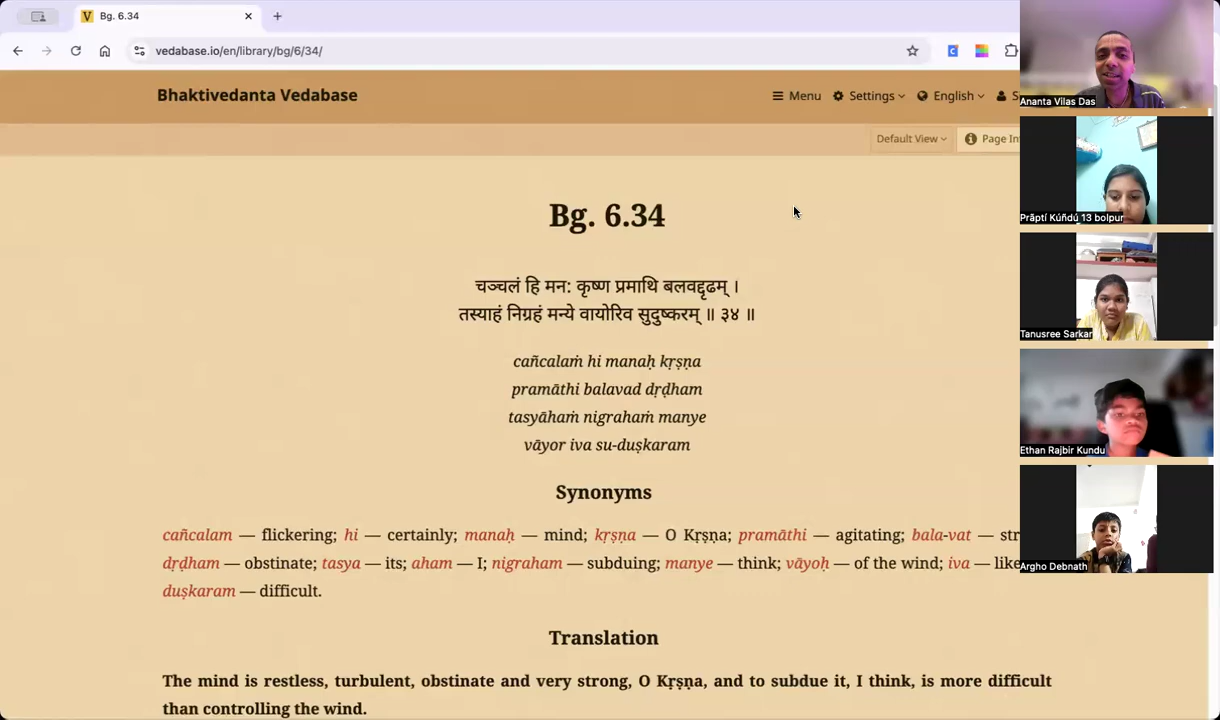 Bg. 6.34
vedabase.io/en/library/bg/6/34/
Bhaktivedanta Vedabase
Menu
Settings
English
Default View
Page In
Bg. 6.34
चञ्चलं हि मन: कृष्ण प्रमाथि बलवद्दृढम् ।
तस्याहं निग्रहं मन्ये वायोरिव सुदुष्करम् ॥ ३४ ॥
cañcalaṁ hi manaḥ kṛṣṇa
pramāthi balavad dṛḍham
tasyāhaṁ nigrahaṁ manye
vāyor iva su-duṣkaram
Synonyms
cañcalam — flickering; hi — certainly; manaḥ — mind; kṛṣṇa — O Kṛṣṇa; pramāthi — agitating; bala-vat — str
dṛḍham — obstinate; tasya — its; aham — I; nigraham — subduing; manye — think; vāyoḥ — of the wind; iva — like
duṣkaram — difficult.
Translation
The mind is restless, turbulent, obstinate and very strong, O Kṛṣṇa, and to subdue it, I think, is more difficult
than controlling the wind.
Ananta Vilas Das
Prāptí Kúńdú 13 bolpur
Tanusree Sarkar
Ethan Rajbir Kundu
Argho Debnath